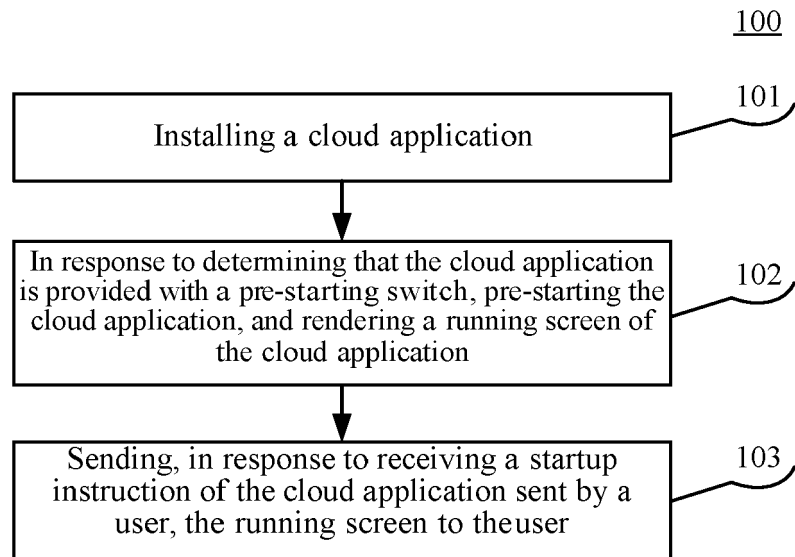 100
101
Installing a cloud application
In response to determining that the cloud application
is provided with a pre-starting switch, pre-starting the
cloud application, and rendering a running screen of
the cloud application
102
Sending, in response to receiving a startup
instruction of the cloud application sent by a
user, the running screen to theuser
103